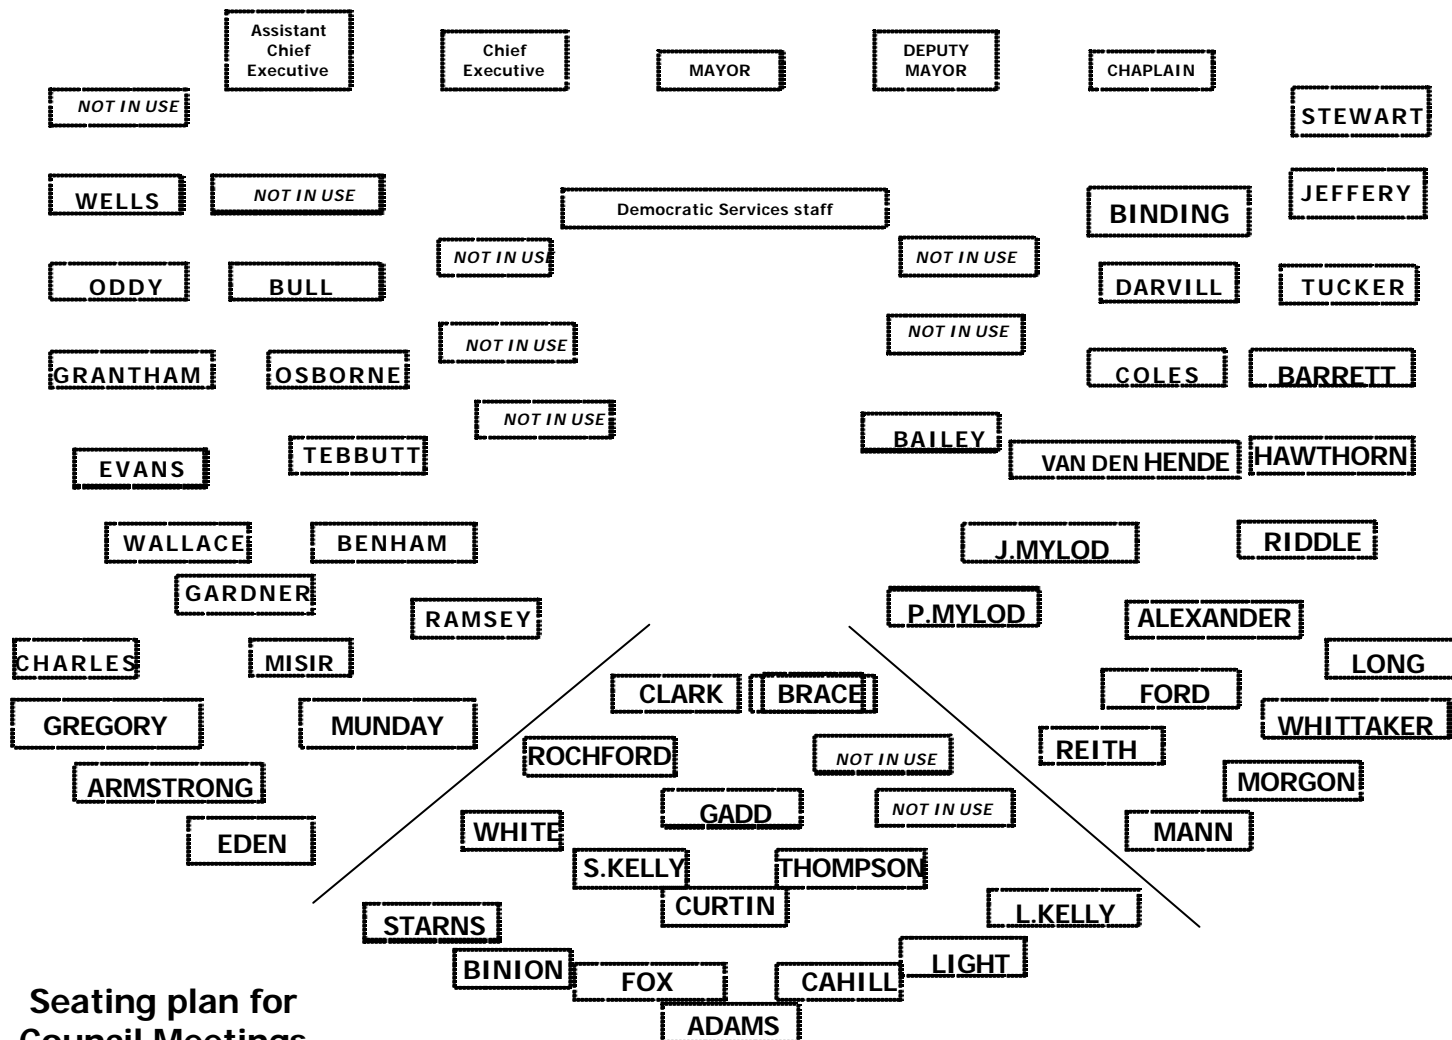 Assistant
Chief
Executive
Chief
Executive
MAYOR
DEPUTY
MAYOR
CHAPLAIN
NOT IN USE
STEWART
WELLS
NOT IN USE
Democratic Services staff
BINDING
JEFFERY
NOT IN USE
NOT IN USE
ODDY
BULL
DARVILL
TUCKER
NOT IN USE
NOT IN USE
GRANTHAM
OSBORNE
COLES
BARRETT
NOT IN USE
BAILEY
EVANS
TEBBUTT
VAN DEN HENDE
HAWTHORN
WALLACE
BENHAM
J.MYLOD
RIDDLE
GARDNER
RAMSEY
P.MYLOD
ALEXANDER
CHARLES
MISIR
LONG
CLARK
BRACE
FORD
GREGORY
MUNDAY
WHITTAKER
ROCHFORD
NOT IN USE
REITH
ARMSTRONG
MORGON
GADD
NOT IN USE
EDEN
WHITE
MANN
S.KELLY
THOMPSON
CURTIN
L.KELLY
STARNS
BINION
LIGHT
FOX
CAHILL
ADAMS
Seating plan for
Council Meetings